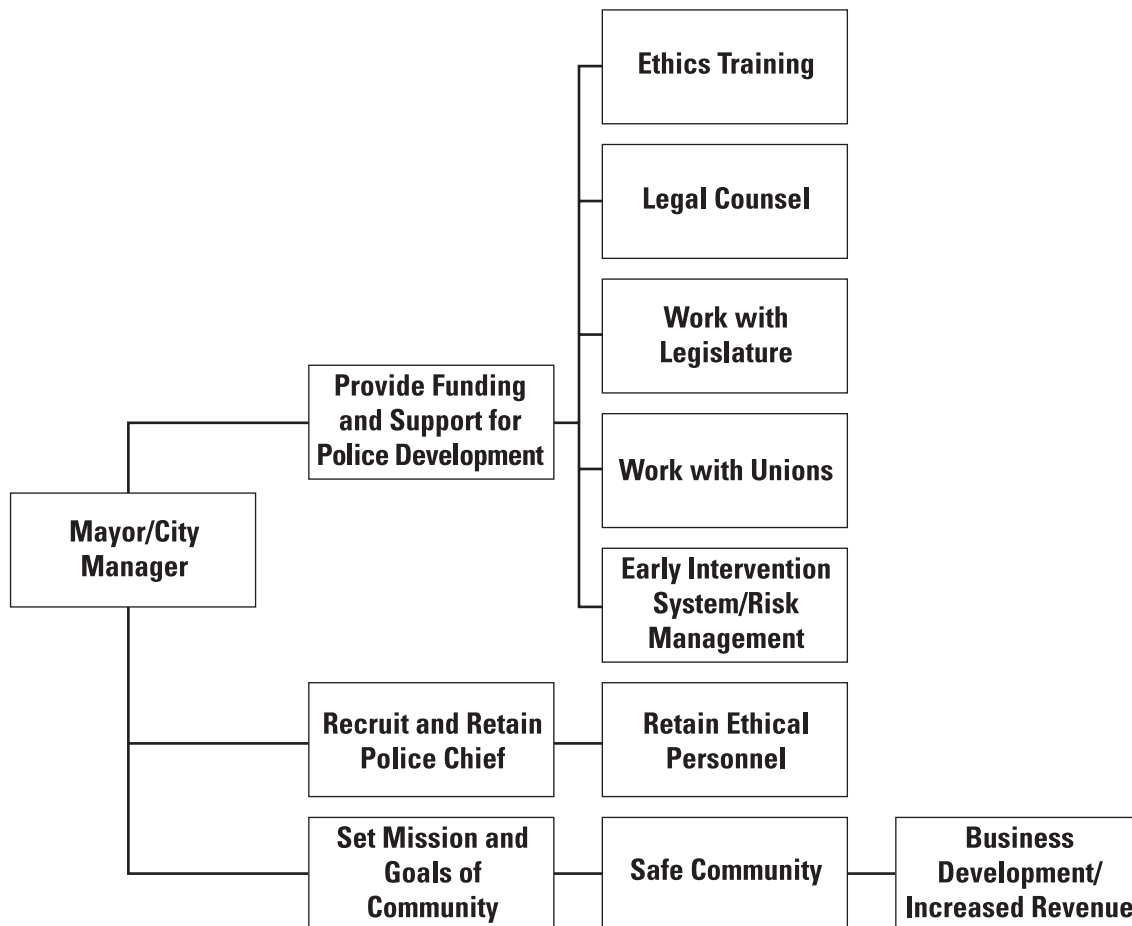 Ethics Training
Legal Counsel
Work with
Legislature
Provide Funding
and Support for
Police Development
Work with Unions
Mayor/City
Manager
Early Intervention
System/Risk
Management
Recruit and Retain
Police Chief
Retain Ethical
Personnel
Set Mission and
Goals of
Community
Safe Community
Business
Development/
Increased Revenue